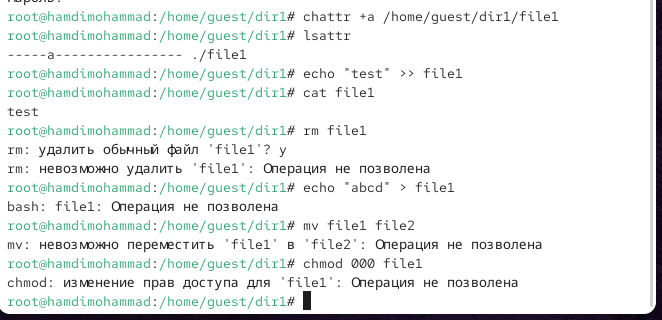 Пароль:
root@hamdimohammad:/home/guest/dir1# chattr +a /home/guest/dir1/file1
root@hamdimohammad:/home/guest/dir1# lsattr
-----a---------------- ./file1
root@hamdimohammad:/home/guest/dir1# echo "test" >> file1
root@hamdimohammad:/home/guest/dir1# cat file1
test
root@hamdimohammad:/home/guest/dir1# rm file1
rm: удалить обычный файл 'file1'? y
rm: невозможно удалить 'file1': Операция не позволена
root@hamdimohammad:/home/guest/dir1# echo "abcd" > file1
bash: file1: Операция не позволена
root@hamdimohammad:/home/guest/dir1# mv file1 file2
mv: невозможно переместить 'file1' в 'file2': Операция не позволена
root@hamdimohammad:/home/guest/dir1# chmod 000 file1
chmod: изменение прав доступа для 'file1': Операция не позволена
root@hamdimohammad:/home/guest/dir1#